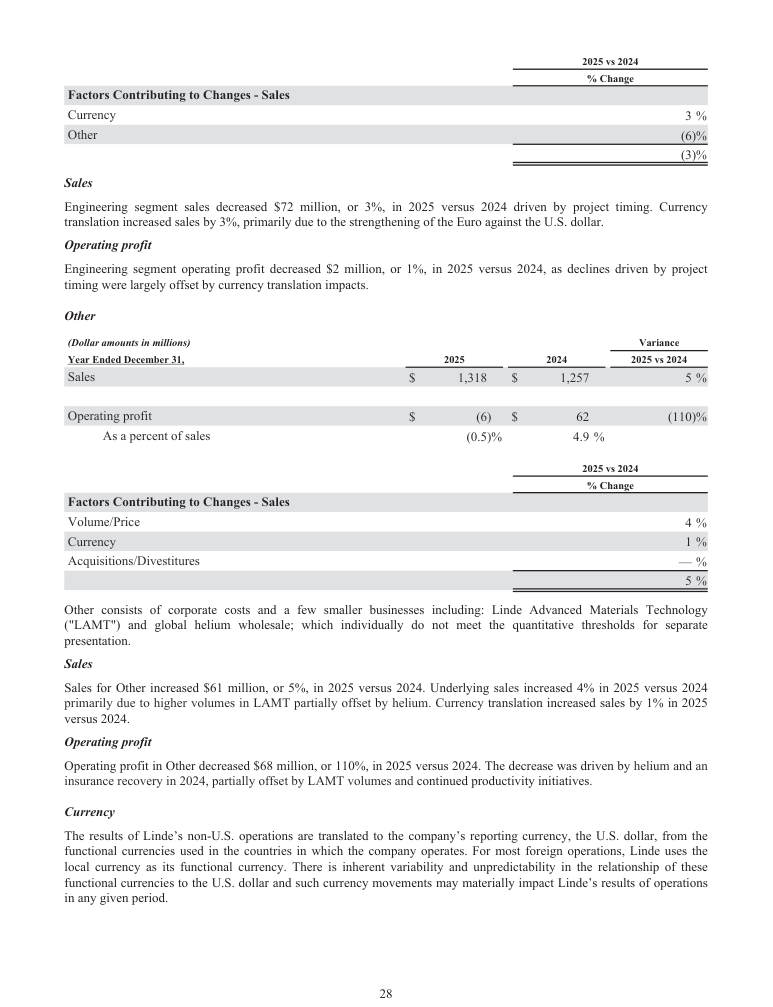 2025 vs 2024
% Change
Factors Contributing to Changes - Sales
Currency 3 %
Other (6)%
(3)%
Sales
Engineering segment sales decreased $72 million, or 3%, in 2025 versus 2024 driven by project timing. Currency
translation increased sales by 3%, primarily due to the strengthening of the Euro against the U.S. dollar.
Operating profit
Engineering segment operating profit decreased $2 million, or 1%, in 2025 versus 2024, as declines driven by project
timing were largely offset by currency translation impacts.
Other
(Dollar amounts in millions) Variance
Year Ended December 31, 2025 2024 2025 vs 2024
Sales $ 1,318 $ 1,257 5 %
Operating profit $ (6) $ 62 (110)%
As a percent of sales (0.5)% 4.9 %
2025 vs 2024
% Change
Factors Contributing to Changes - Sales
Volume/Price 4 %
Currency 1 %
Acquisitions/Divestitures — %
5 %
Other consists of corporate costs and a few smaller businesses including: Linde Advanced Materials Technology
("LAMT") and global helium wholesale; which individually do not meet the quantitative thresholds for separate
presentation.
Sales
Sales for Other increased $61 million, or 5%, in 2025 versus 2024. Underlying sales increased 4% in 2025 versus 2024
primarily due to higher volumes in LAMT partially offset by helium. Currency translation increased sales by 1% in 2025
versus 2024.
Operating profit
Operating profit in Other decreased $68 million, or 110%, in 2025 versus 2024. The decrease was driven by helium and an
insurance recovery in 2024, partially offset by LAMT volumes and continued productivity initiatives.
Currency
The results of Linde’s non-U.S. operations are translated to the company’s reporting currency, the U.S. dollar, from the
functional currencies used in the countries in which the company operates. For most foreign operations, Linde uses the
local currency as its functional currency. There is inherent variability and unpredictability in the relationship of these
functional currencies to the U.S. dollar and such currency movements may materially impact Linde’s results of operations
in any given period.
28